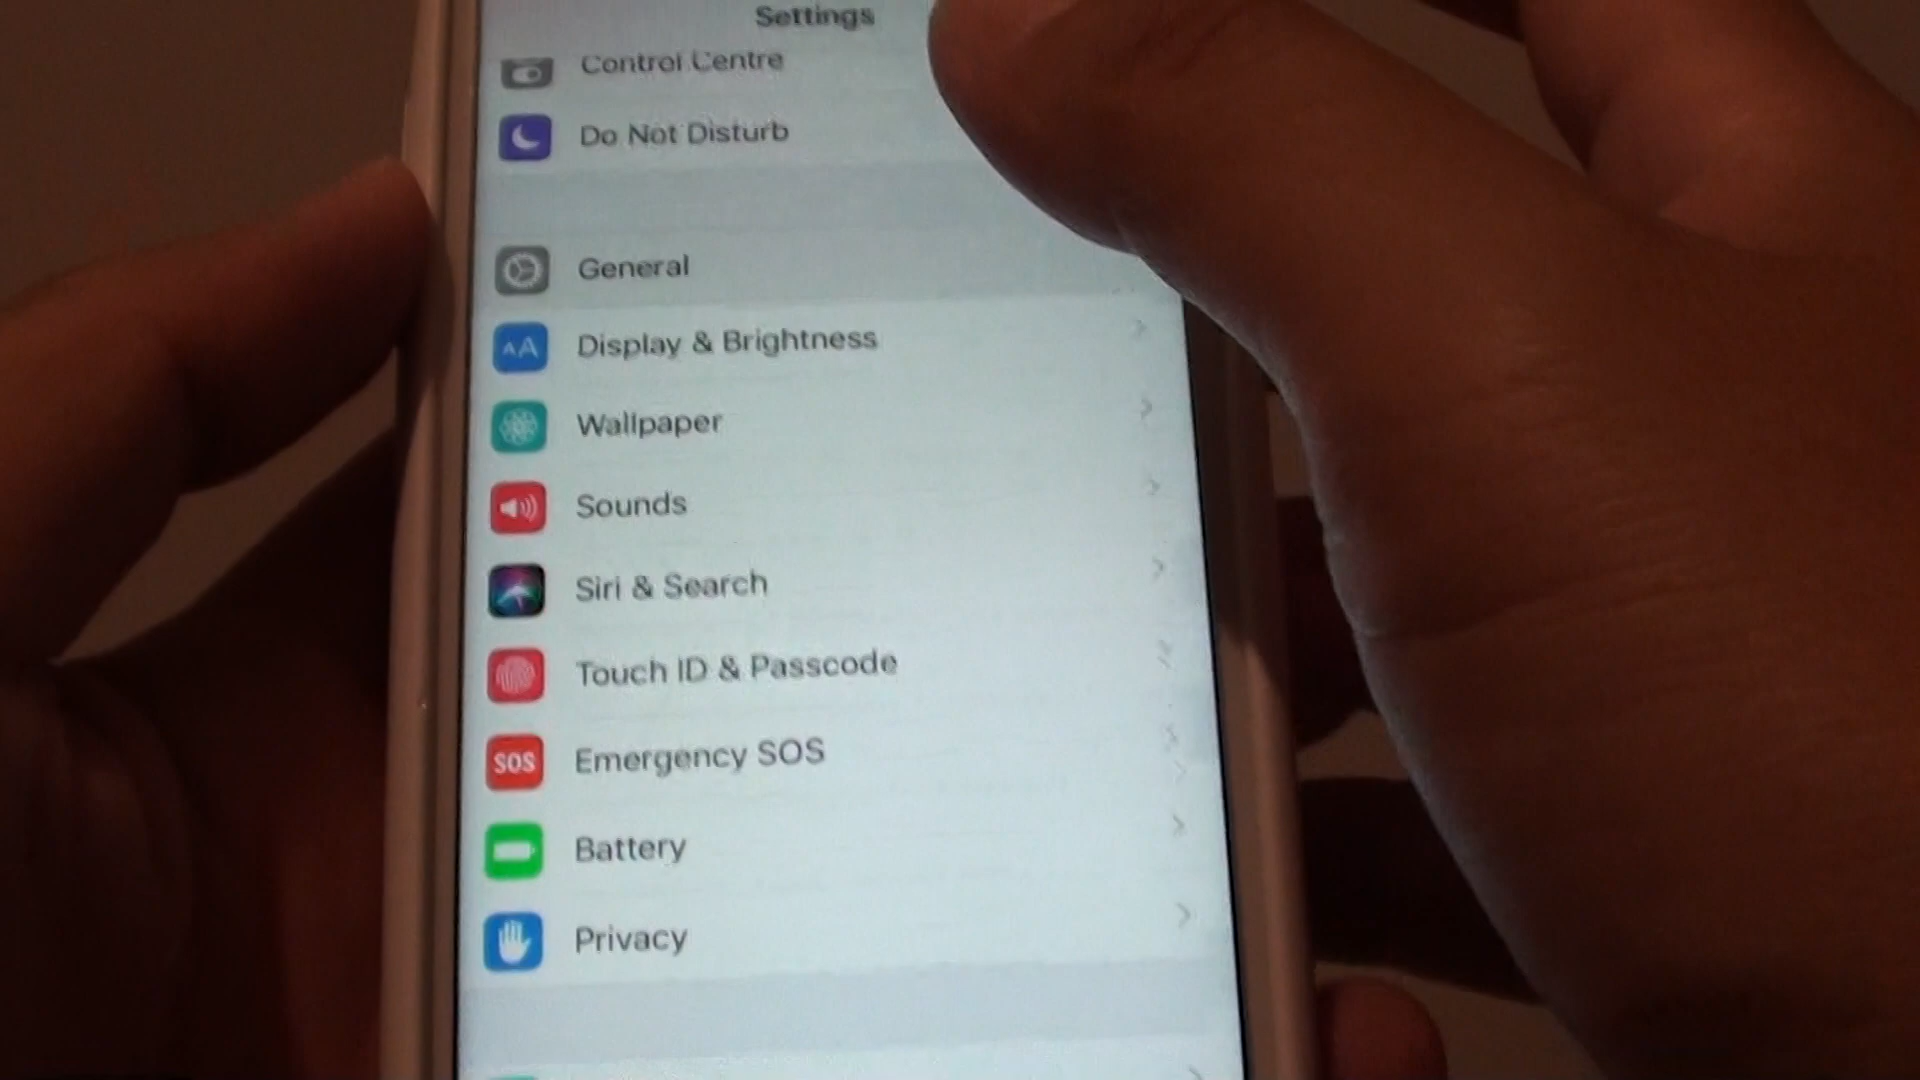 Settings
Control Centre
Do Not Disturb
General
AA Display & Brightness
Wallpaper
Sounds
Siri & Search
Touch ID & Passcode
SOS Emergency SOS
Battery
Privacy